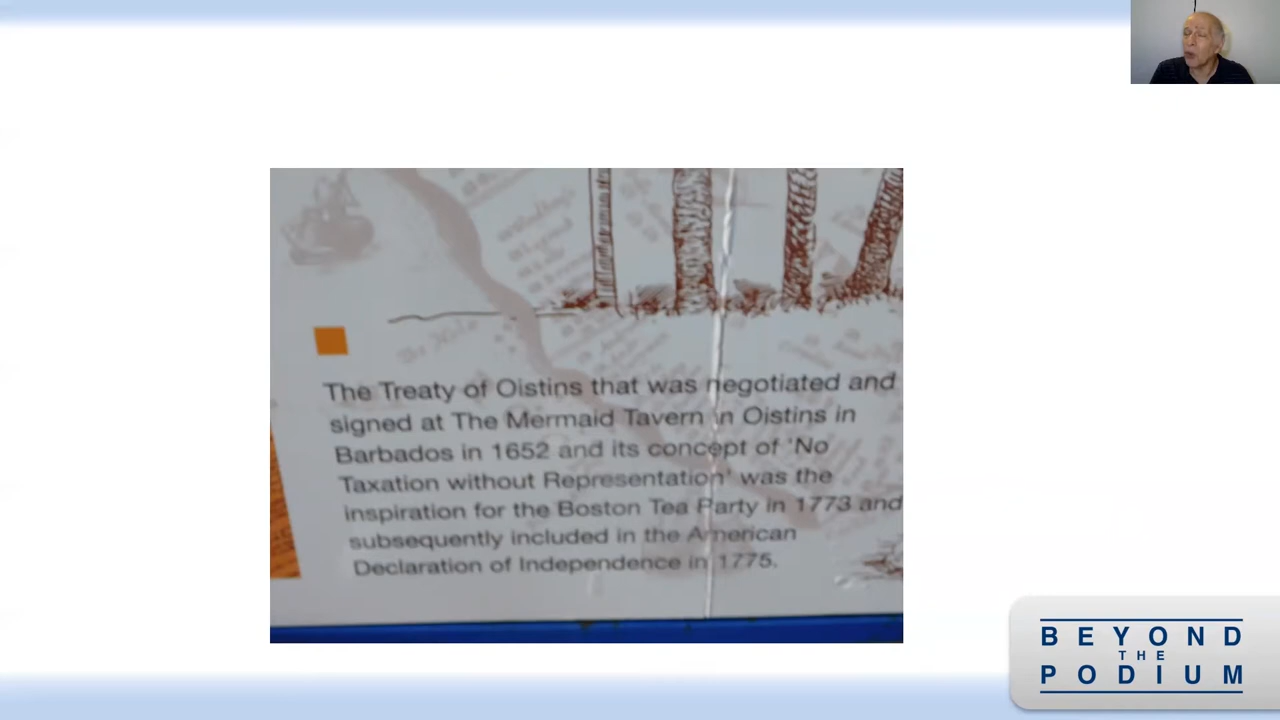 The Treaty of Oistins that was negotiated and
signed at The Mermaid Tavern in Oistins in
Barbados in 1652 and its concept of 'No
Taxation without Representation' was the
inspiration for the Boston Tea Party in 1773 and
subsequently included in the American
Declaration of Independence in 1775.
BEYOND
THE
PODIUM